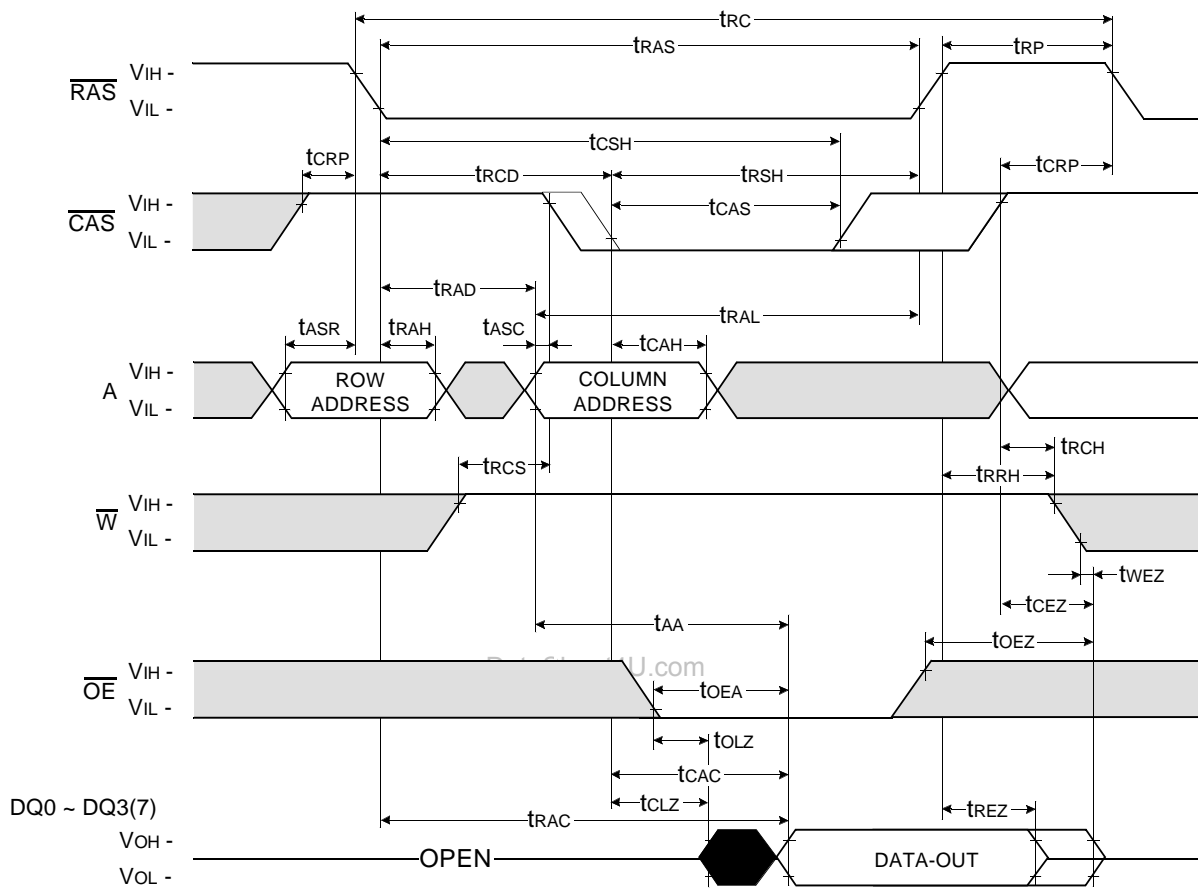 tRC
tRAS
tRP
RAS
VIH -
VIL -
tCSH
tCRP
tRCD
tRSH
tCRP
CAS
VIH -
VIL -
tCAS
tRAD
tRAL
tASR
tRAH
tASC
tCAH
A
VIH -
VIL -
ROW
ADDRESS
COLUMN
ADDRESS
tRCS
tRCH
tRRH
W
VIH -
VIL -
tWEZ
tCEZ
tAA
tOEZ
U.com
OE
VIH -
VIL -
tOEA
tOLZ
tCAC
tCLZ
tREZ
DQ0 ~ DQ3(7)
tRAC
VOH -
VOL -
OPEN
DATA-OUT